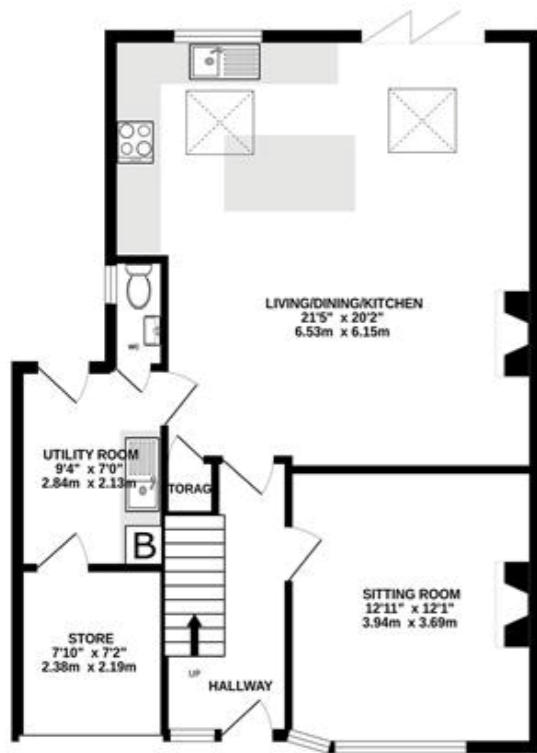 LIVING/DINING/KITCHEN
21'5" x 20'2"
6.53m x 6.15m
WC
UTILITY ROOM
9'4" x 7'0"
2.84m x 2.13m
TORAG
B
SITTING ROOM
12'11" x 12'1"
3.94m x 3.69m
STORE
7'10" x 7'2"
2.38m x 2.19m
UP
HALLWAY